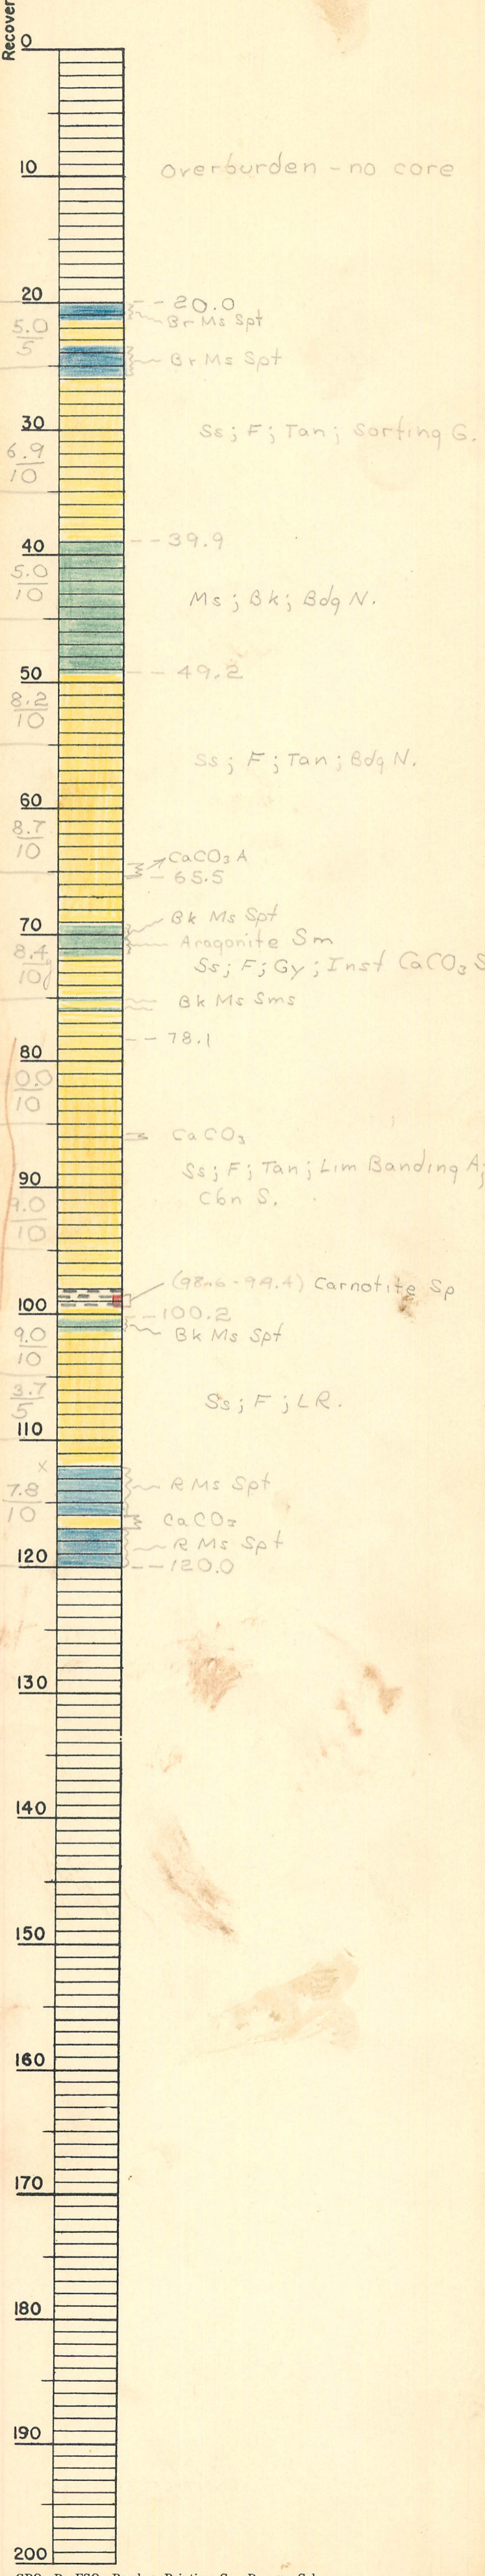 Recover
0
10
Overburden - no core
20
-- 20.0
5.0
5
Br Ms Spt
Br Ms Spt
30
Ss; F; Tan; Sorting G.
6.9
10
-- 39.9
40
5.0
10
Ms; Bk; Bdg N.
-- 49.2
50
8.2
10
Ss; F; Tan; Bdg N.
60
8.7
10
CaCO3 A
- 65.5
Bk Ms Spt
70
Aragonite Sm
8.4
10
Ss; F; Gy; Inst CaCO3 S
Bk Ms Sms
-- 78.1
80
0.0
10
CaCO3
Ss; F; Tan; Lim Banding A;
90
Cbn S.
9.0
10
(98.6-99.4) Carnotite Sp
100
-100.2
9.0
10
Bk Ms Spt
3.7
5
Ss; F; LR.
110
x
7.8
10
R Ms Spt
CaCO3
R Ms Spt
120
--120.0
130
140
150
160
170
180
190
200